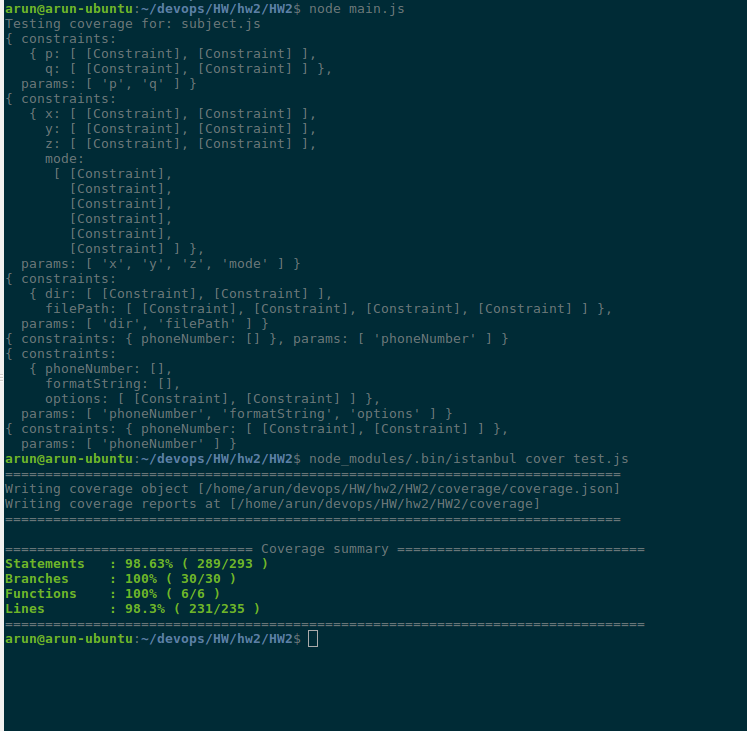 arun@arun-ubuntu:~/devops/HW/hw2/HW2$ node main.js
Testing coverage for: subject.js
{ constraints:
   { p: [ [Constraint], [Constraint] ],
     q: [ [Constraint], [Constraint] ] },
  params: [ 'p', 'q' ] }
{ constraints:
   { x: [ [Constraint], [Constraint] ],
     y: [ [Constraint], [Constraint] ],
     z: [ [Constraint], [Constraint] ],
     mode:
      [ [Constraint],
        [Constraint],
        [Constraint],
        [Constraint],
        [Constraint],
        [Constraint] ] },
  params: [ 'x', 'y', 'z', 'mode' ] }
{ constraints:
   { dir: [ [Constraint], [Constraint] ],
     filePath: [ [Constraint], [Constraint], [Constraint], [Constraint] ] },
  params: [ 'dir', 'filePath' ] }
{ constraints: { phoneNumber: [] }, params: [ 'phoneNumber' ] }
{ constraints:
   { phoneNumber: [],
     formatString: [],
     options: [ [Constraint], [Constraint] ] },
  params: [ 'phoneNumber', 'formatString', 'options' ] }
{ constraints: { phoneNumber: [ [Constraint], [Constraint] ] },
  params: [ 'phoneNumber' ] }
arun@arun-ubuntu:~/devops/HW/hw2/HW2$ node_modules/.bin/istanbul cover test.js
=============================================================================
Writing coverage object [/home/arun/devops/HW/hw2/HW2/coverage/coverage.json]
Writing coverage reports at [/home/arun/devops/HW/hw2/HW2/coverage]
=============================================================================
=============================== Coverage summary ===============================
Statements   : 98.63% ( 289/293 )
Branches     : 100% ( 30/30 )
Functions    : 100% ( 6/6 )
Lines        : 98.3% ( 231/235 )
================================================================================
arun@arun-ubuntu:~/devops/HW/hw2/HW2$